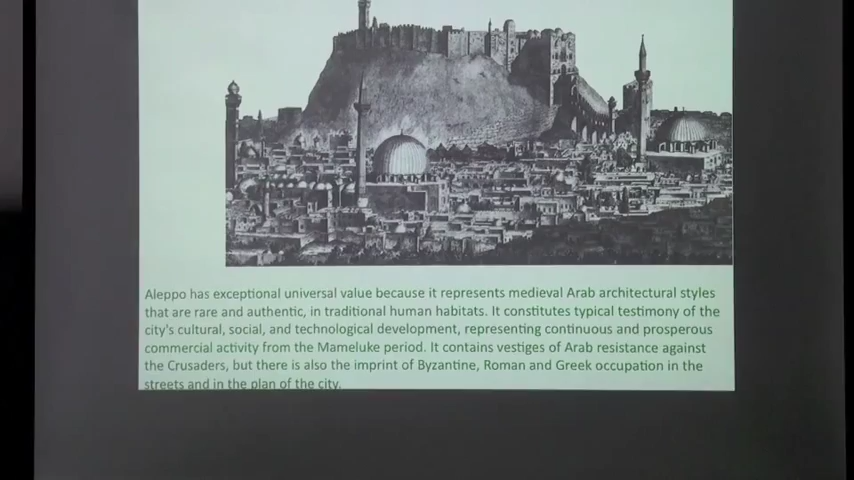 Aleppo has exceptional universal value because it represents medieval Arab architectural styles
that are rare and authentic, in traditional human habitats. It constitutes typical testimony of the
city's cultural, social, and technological development, representing continuous and prosperous
commercial activity from the Mameluke period. It contains vestiges of Arab resistance against
the Crusaders, but there is also the imprint of Byzantine, Roman and Greek occupation in the
streets and in the plan of the city.